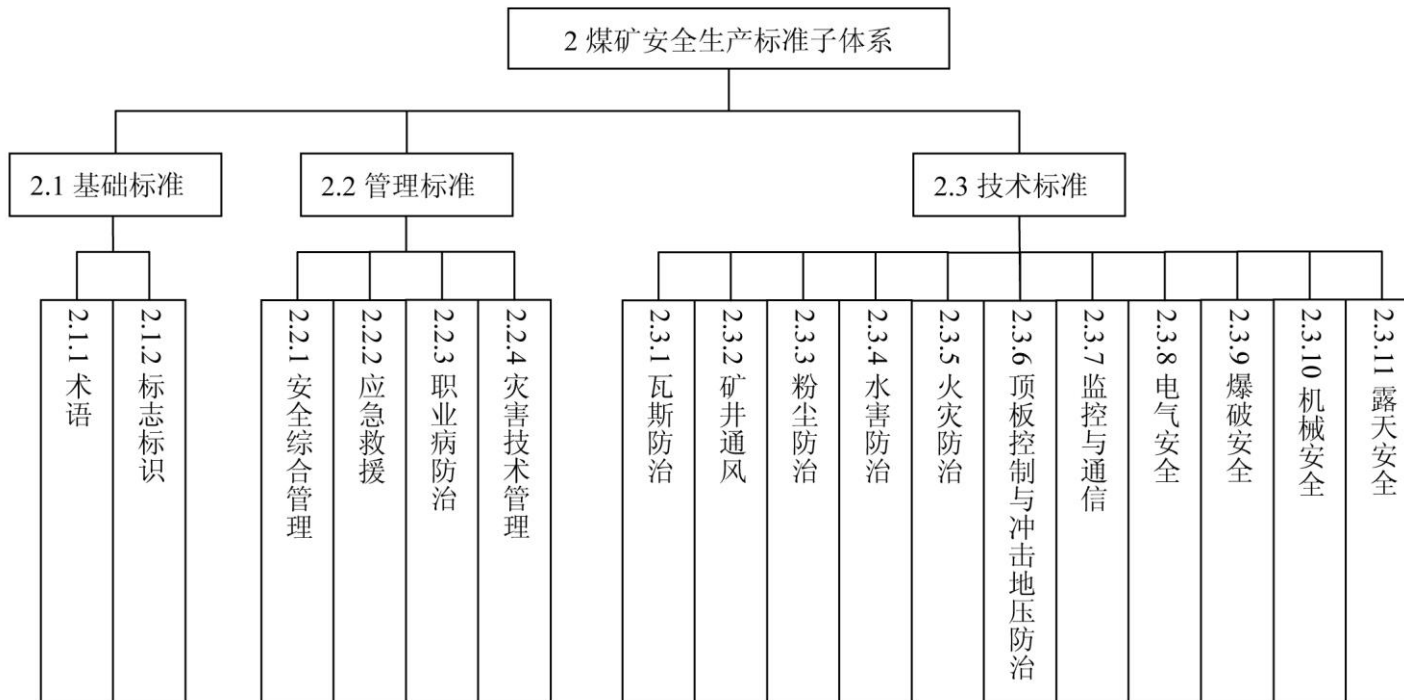 2 煤矿安全生产标准子体系
2.1 基础标准
2.2 管理标准
2.3 技术标准
2.1.1 术语
2.1.2 标志标识
2.2.1 安全综合管理
2.2.2 应急救援
2.2.3 职业病防治
2.2.4 灾害技术管理
2.3.1 瓦斯防治
2.3.2 矿井通风
2.3.3 粉尘防治
2.3.4 水害防治
2.3.5 火灾防治
2.3.6 顶板控制与冲击地压防治
2.3.7 监控与通信
2.3.8 电气安全
2.3.9 爆破安全
2.3.10 机械安全
2.3.11 露天安全